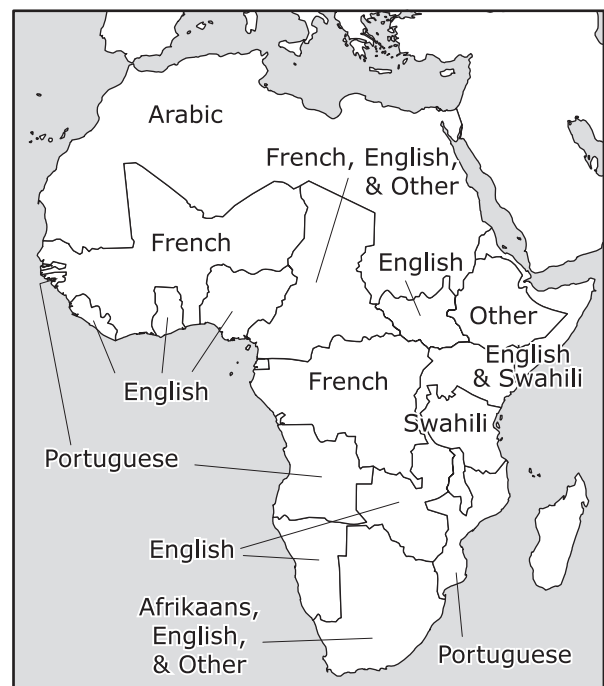 Arabic
French, English,
& Other
French
English
Other
English
& Swahili
English
French
Swahili
Portuguese
English
Afrikaans,
English,
& Other
Portuguese